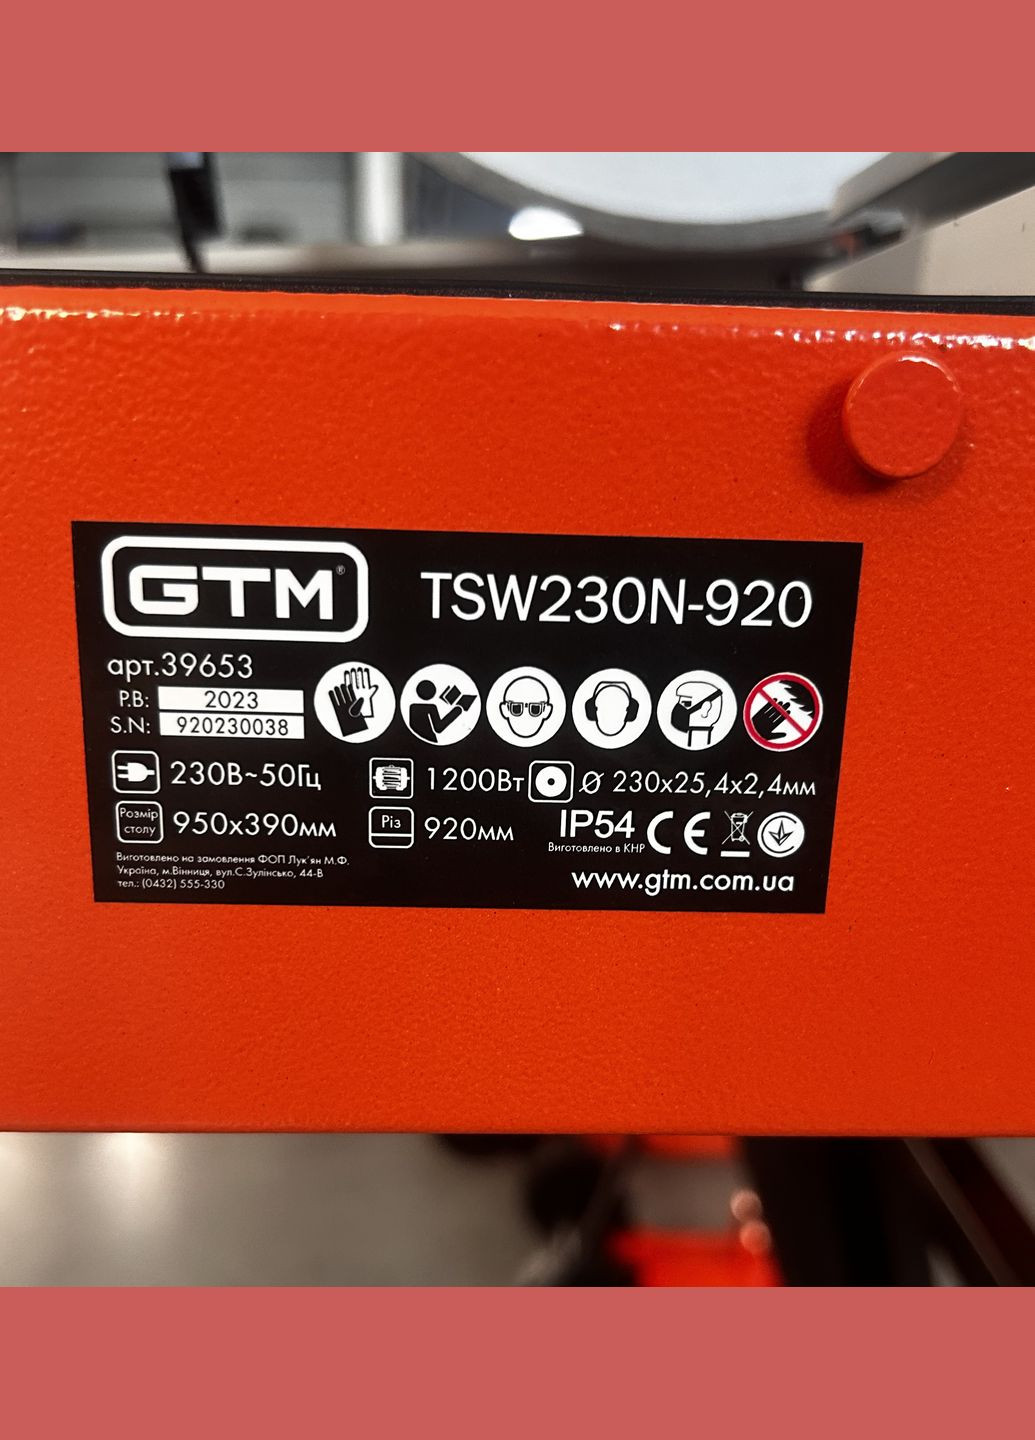 GTM®
TSW230N-920
арт.39653
Р.В: 2023
S.N: 920230038
230В~50Гц
1200Вт
Ø 230x25,4x2,4мм
Розмір столу
950x390мм
Різ
920мм
IP54
CE
Виготовлено в КНР
Виготовлено на замовлення ФОП Лук'ян М.Ф.
Україна, м.Вінниця, вул.С.Зулінсько, 44-В
тел.: (0432) 555-330
www.gtm.com.ua